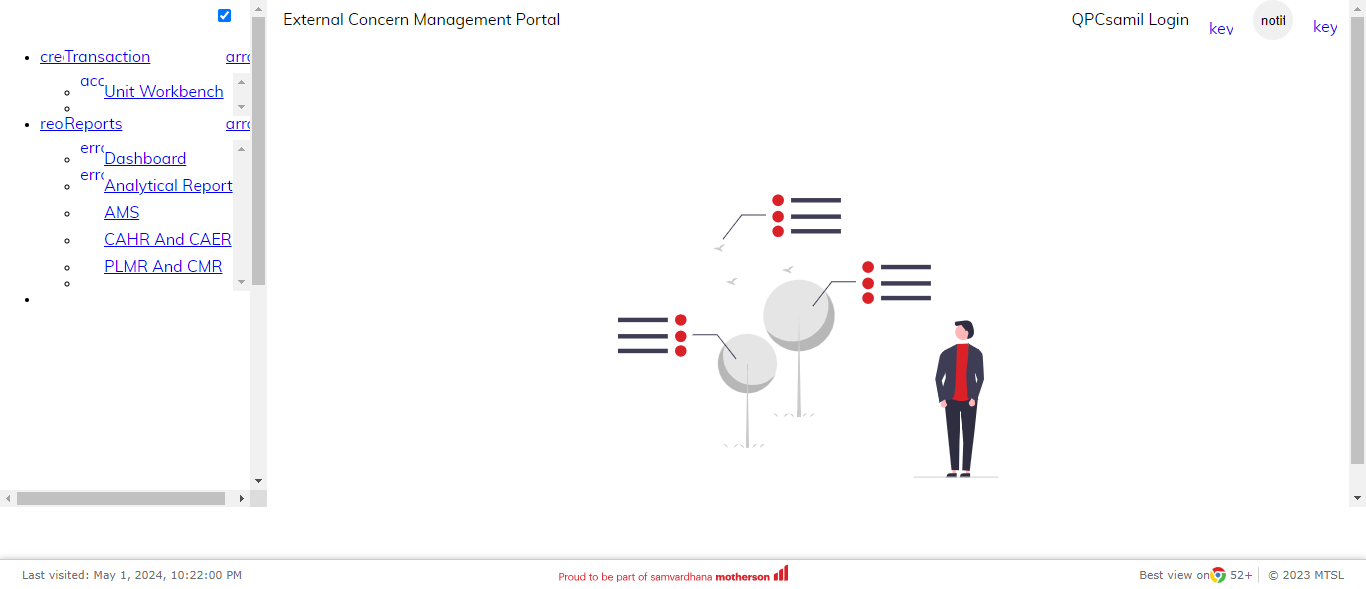 External Concern Management Portal
QPCsamil Login
key
notif
key
creTransaction
arro
acc
Unit Workbench
reoReports
arro
erro
Dashboard
erro
Analytical Report
AMS
CAHR And CAER
PLMR And CMR
Last visited: May 1, 2024, 10:22:00 PM
Proud to be part of samvardhana motherson
Best view on 52+
© 2023 MTSL